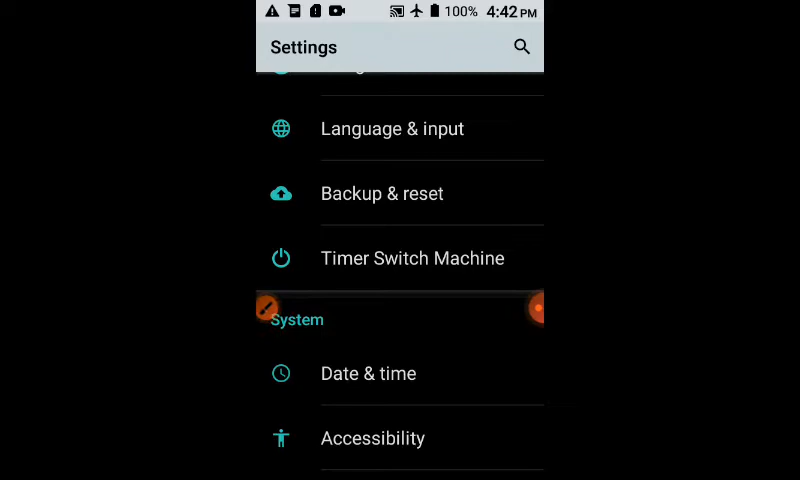 100% 4:42 PM
Settings
Language & input
Backup & reset
Timer Switch Machine
System
Date & time
Accessibility